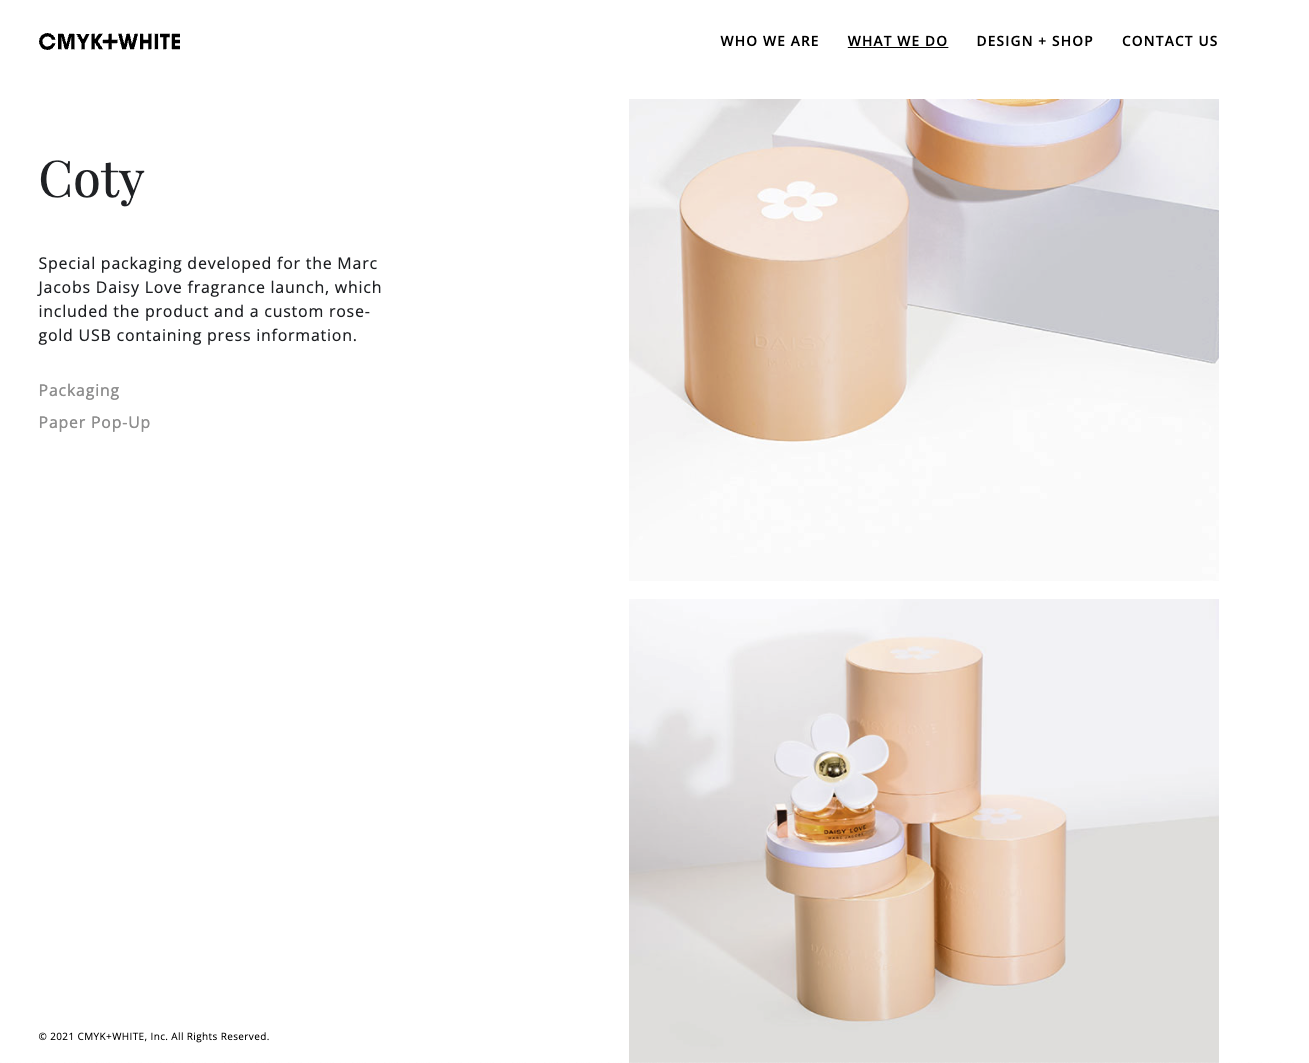 CMYK+WHITE
WHO WE ARE
WHAT WE DO
DESIGN + SHOP
CONTACT US
Coty
Special packaging developed for the Marc
Jacobs Daisy Love fragrance launch, which
included the product and a custom rose-
gold USB containing press information.
Packaging
Paper Pop-Up
DAISY LOVE
MARC JACOBS
© 2021 CMYK+WHITE, Inc. All Rights Reserved.